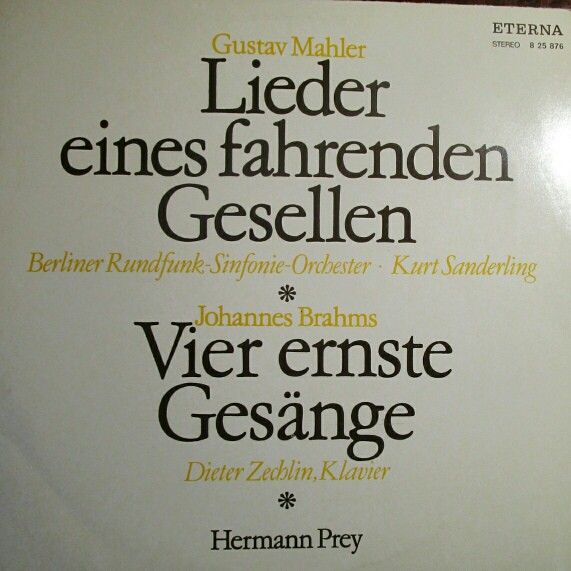 ETERNA
STEREO 8 25 876
Gustav Mahler
Lieder
eines fahrenden
Gesellen
Berliner Rundfunk-Sinfonie-Orchester · Kurt Sanderling
*
Johannes Brahms
Vier ernste
Gesänge
Dieter Zechlin, Klavier
*
Hermann Prey